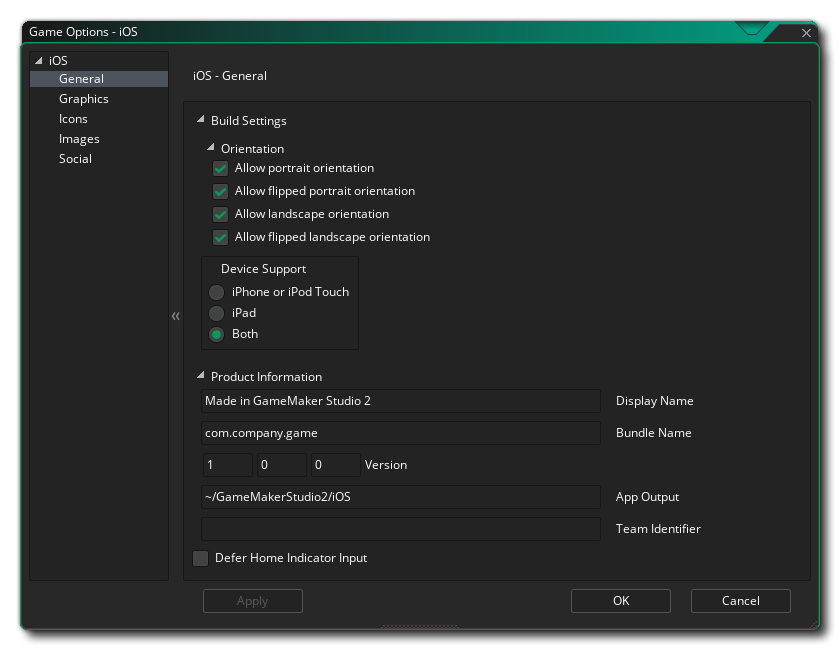 Game Options - iOS
iOS
General
Graphics
Icons
Images
Social
iOS - General
Build Settings
Orientation
Allow portrait orientation
Allow flipped portrait orientation
Allow landscape orientation
Allow flipped landscape orientation
Device Support
iPhone or iPod Touch
iPad
Both
Product Information
Made in GameMaker Studio 2 Display Name
com.company.game Bundle Name
1 0 0 Version
~/GameMakerStudio2/iOS App Output
Team Identifier
Defer Home Indicator Input
Apply OK Cancel